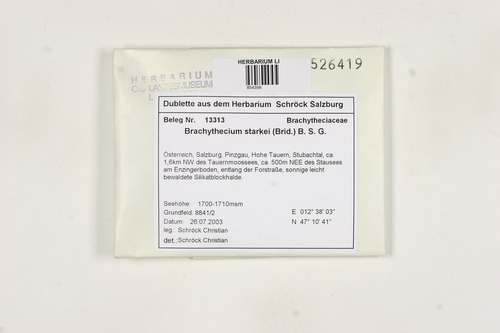 HERBARIUM LI
526419
HERBARIUM
OÖ. LANDESMUSEUM
L
854399
Dublette aus dem Herbarium Schröck Salzburg
Beleg Nr. 13313 Brachytheciaceae
Brachythecium starkei (Brid.) B. S. G.
Österreich, Salzburg, Pinzgau, Hohe Tauern, Stubachtal, ca.
1,6km NW des Tauernmoossees, ca. 500m NEE des Stausees
am Enzingerboden, entlang der Forstraße, sonnige leicht
bewaldete Silikatblockhalde.
Seehöhe: 1700-1710msm
Grundfeld: 8841/2 E 012° 38' 03"
Datum: 26.07.2003 N 47° 10' 41"
leg.: Schröck Christian
det.: Schröck Christian